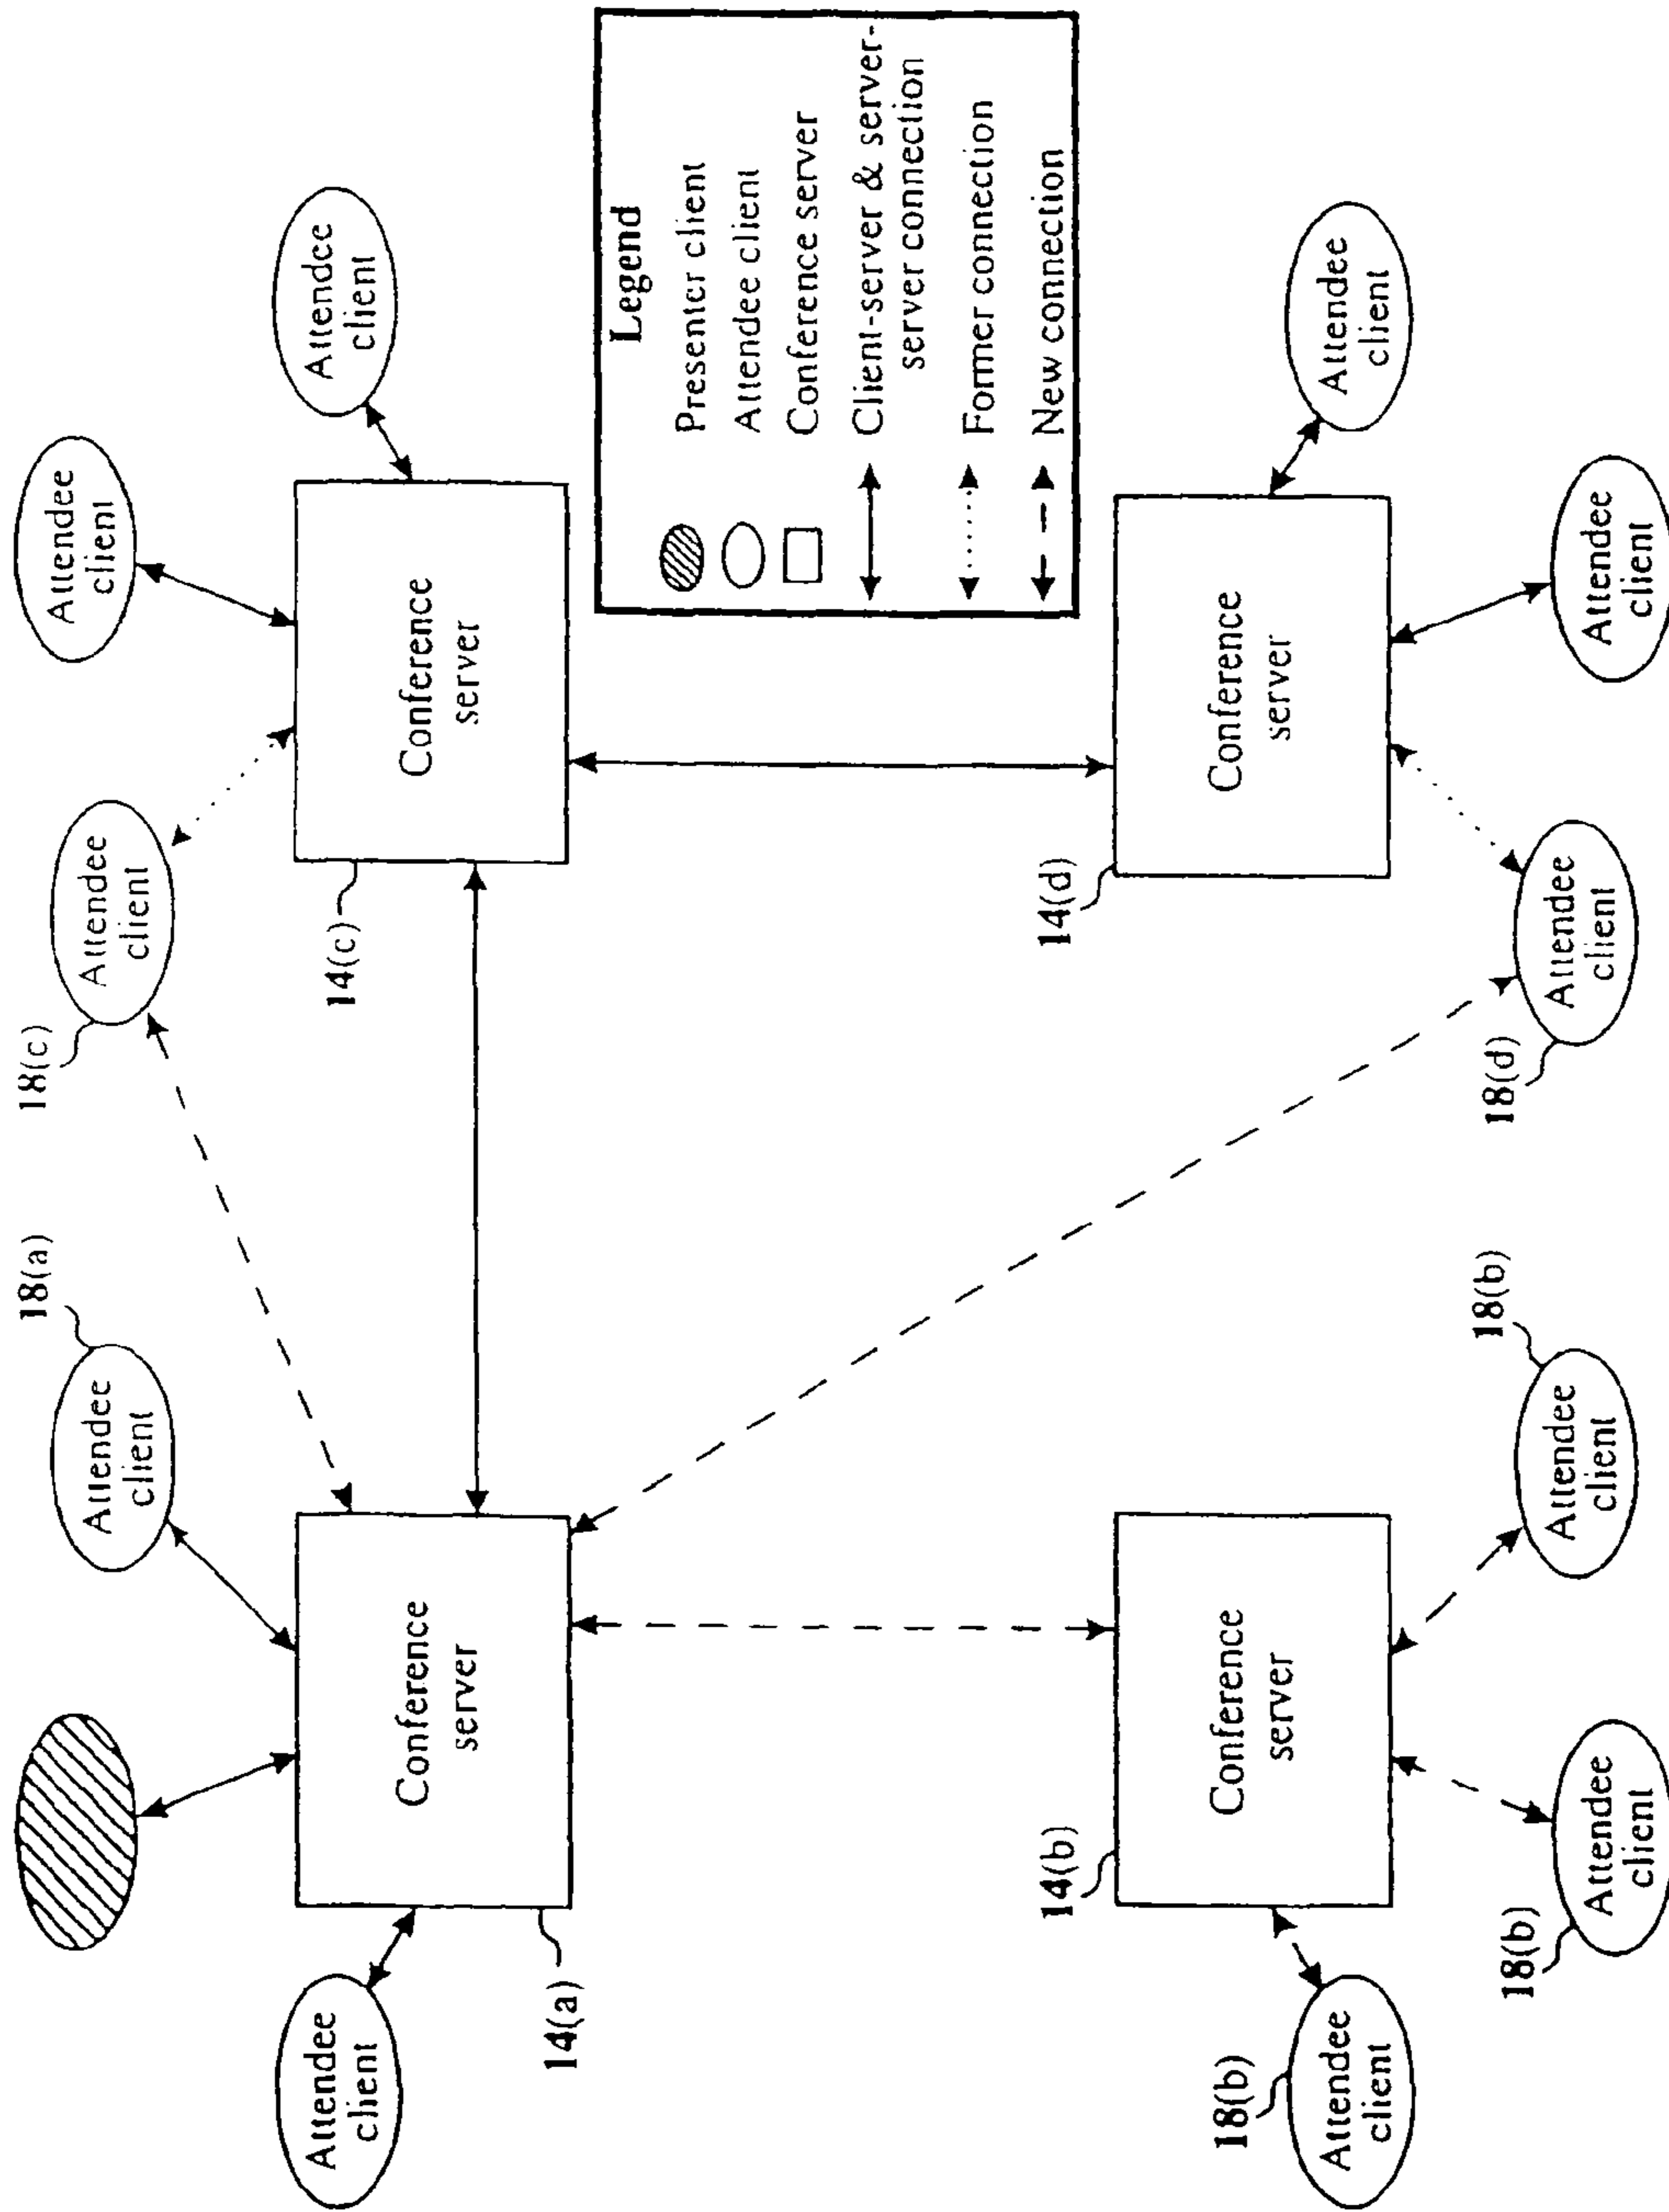 18(a)
18(c)
Attendee
client
Attendee
client
Attendee
client
Attendee
client
Attendee
client
Conference
server
Conference
server
14(a)
14(c)
Legend
Presenter client
Attendee client
Conference server
Client-server & server-
server connection
Former connection
New connection
14(b)
14(d)
Conference
server
Conference
server
18(b)
Attendee
client
Attendee
client
18(b)
18(d)
Attendee
client
Attendee
client
18(b)
Attendee
client
Attendee
client